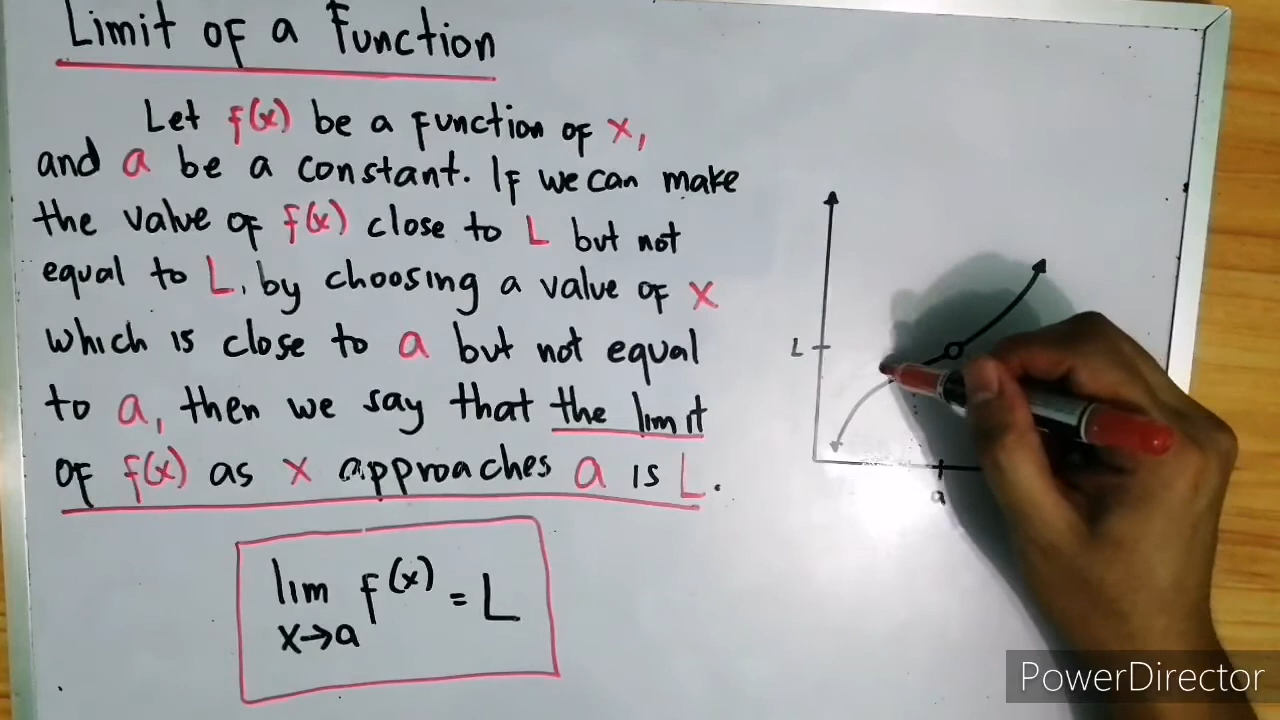 Limit of a Function
Let f(x) be a function of x,
and a be a constant. If we can make
the value of f(x) close to L but not
equal to L, by choosing a value of x
which is close to a but not equal
to a, then we say that the limit
of f(x) as x approaches a is L.
lim f(x) = L
x→a
L
a
PowerDirector